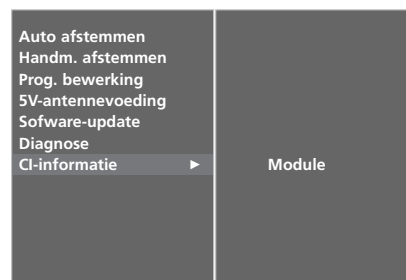 Auto afstemmen
Handm. afstemmen
Prog. bewerking
5V-antennevoeding
Sofware-update
Diagnose
CI-informatie ► Module